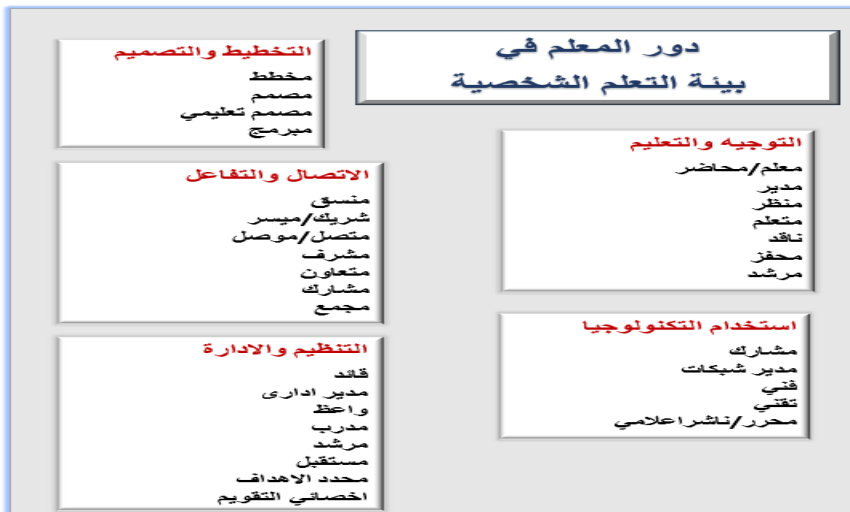 دور المعلم في
بيئة التعلم الشخصية
التوجيه والتعليم
معلم/محاضر
مدير
منظر
متعلم
ناقد
محفز
مرشد
استخدام التكنولوجيا
مشارك
مدير شبكات
فني
تقني
محرر/ناشراعلامي
التخطيط والتصميم
مخطط
مصمم
مصمم تعليمي
مبرمج
الاتصال والتفاعل
منسق
شريك/ميسر
متصل/موصل
مشرف
متعاون
مشارك
مجمع
التنظيم والادارة
قائد
مدير ادارى
واعظ
مدرب
مرشد
مستقبل
محدد الاهداف
اخصائي التقويم